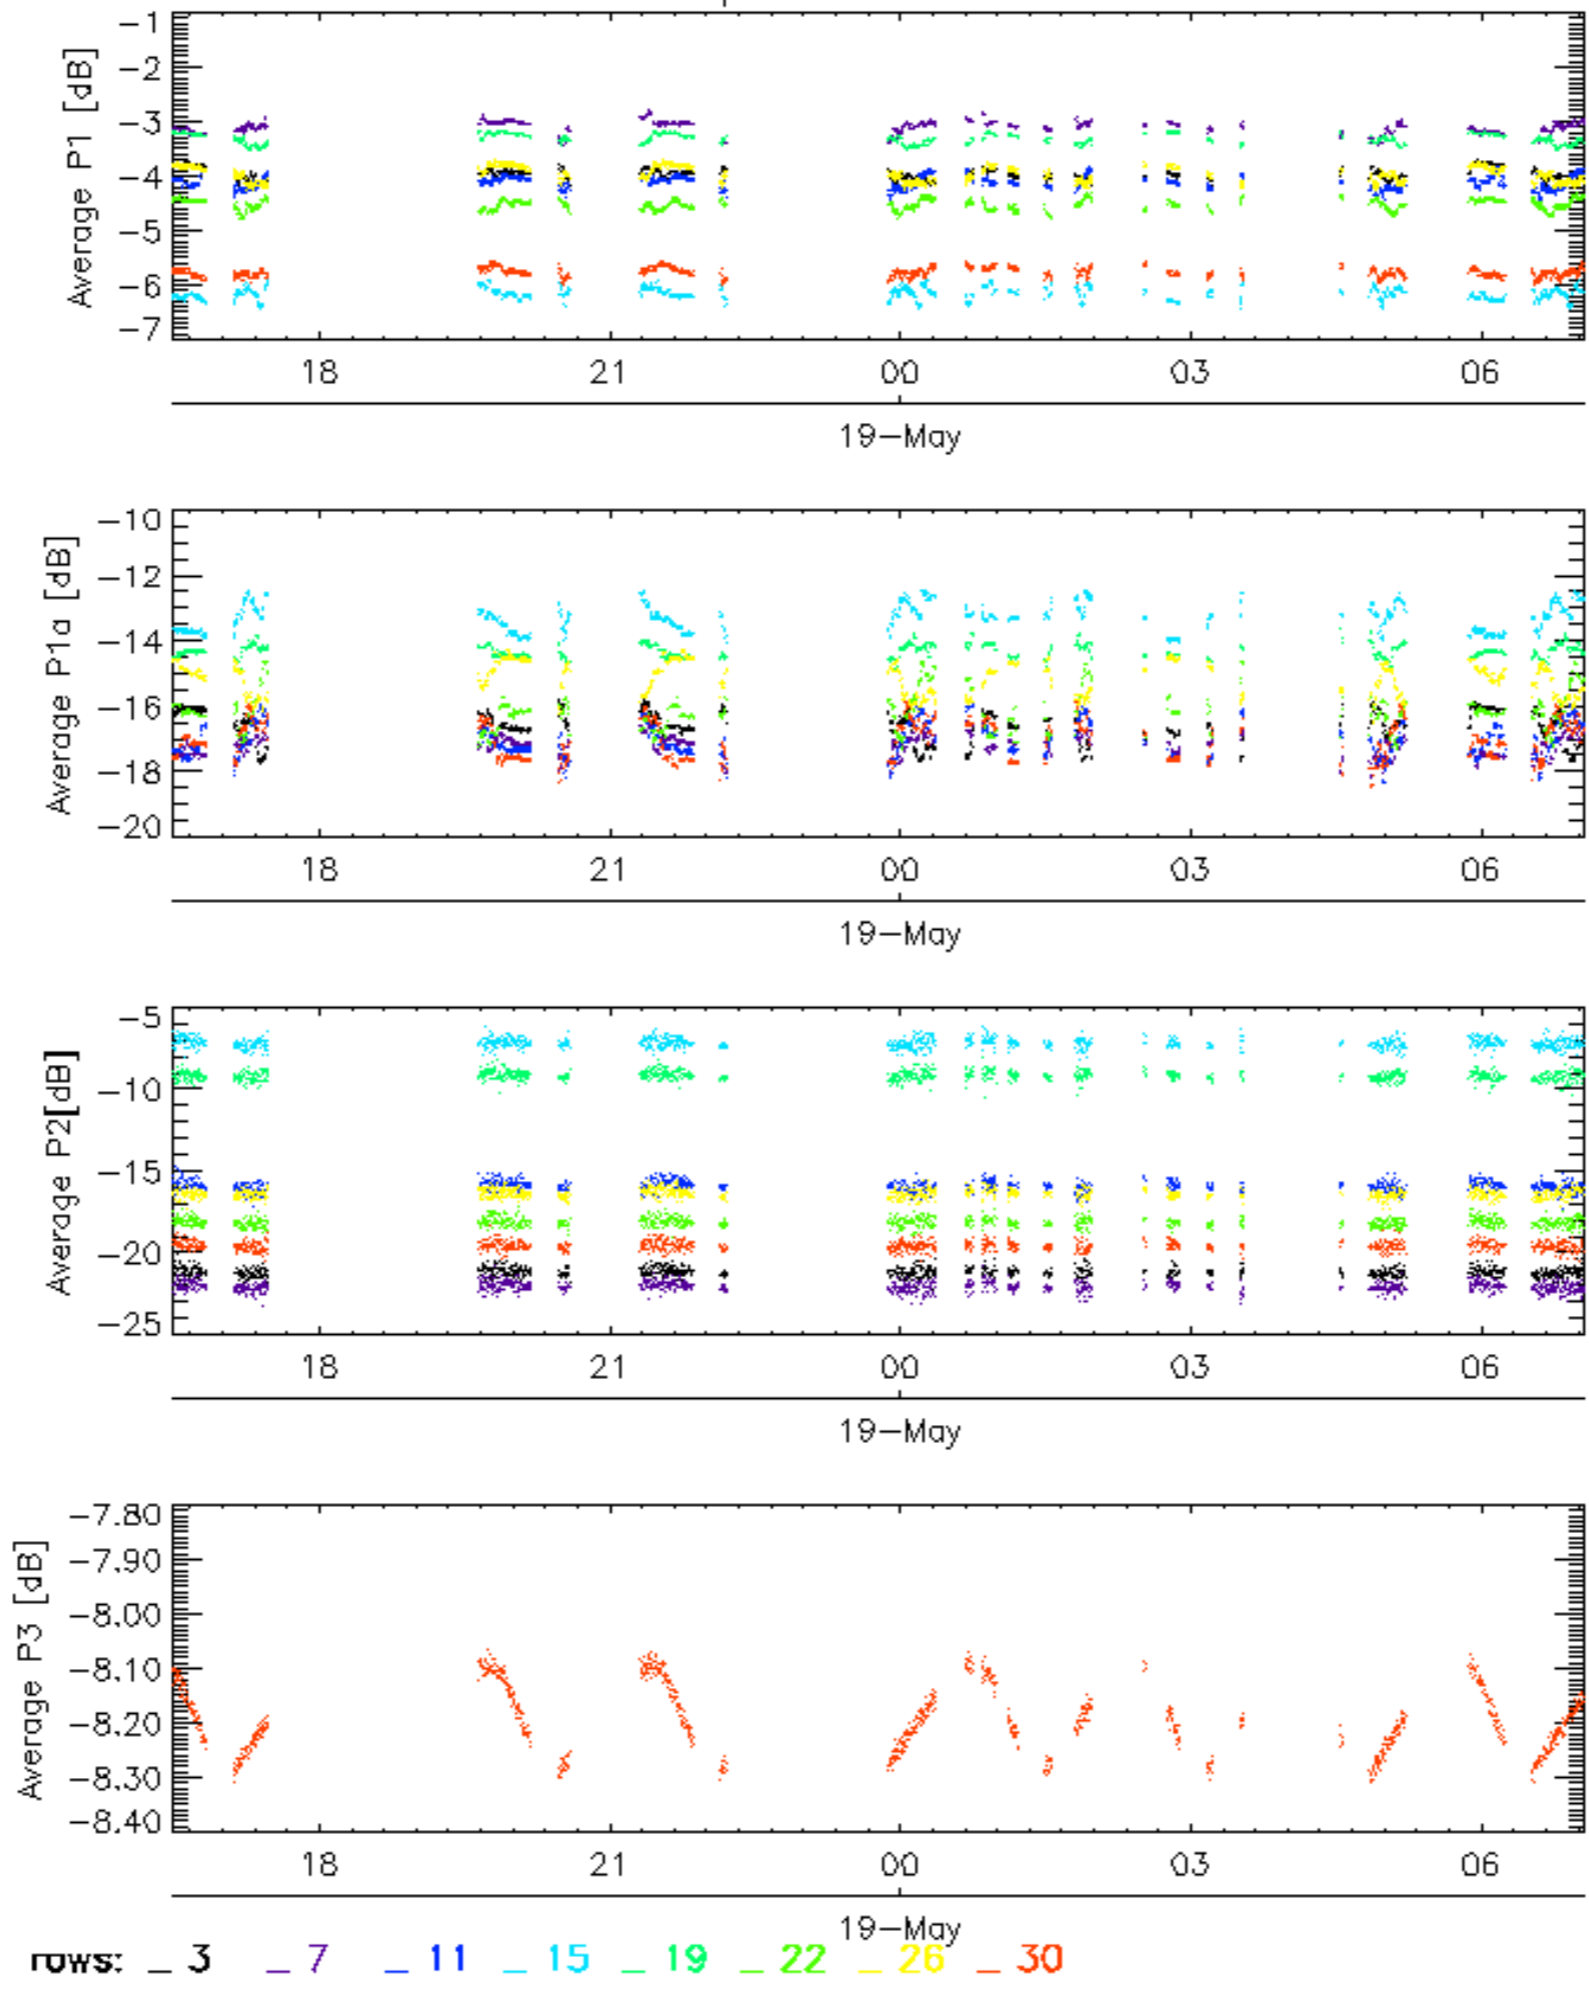 Average P1 [dB]
-1
-2
-3
-4
-5
-6
-7
18 21 00 03 06
19-May
Average P1a [dB]
-10
-12
-14
-16
-18
-20
18 21 00 03 06
19-May
Average P2[dB]
-5
-10
-15
-20
-25
18 21 00 03 06
19-May
Average P3 [dB]
-7.80
-7.90
-8.00
-8.10
-8.20
-8.30
-8.40
18 21 00 03 06
19-May
rows: _ 3 _ 7 _ 11 _ 15 _ 19 _ 22 _ 26 _ 30